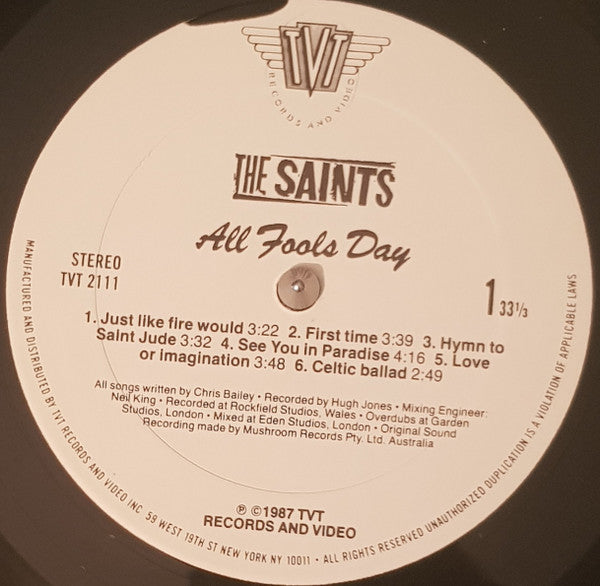 TVT
RECORDS AND VIDEO
THE SAINTS
All Fools Day
STEREO
TVT 2111
1 33⅓
1. Just like fire would 3:22 2. First time 3:39 3. Hymn to
Saint Jude 3:32 4. See You in Paradise 4:16 5. Love
or imagination 3:48 6. Celtic ballad 2:49
All songs written by Chris Bailey • Recorded by Hugh Jones • Mixing Engineer:
Neil King • Recorded at Rockfield Studios, Wales • Overdubs at Garden
Studios, London • Mixed at Eden Studios, London • Original Sound
Recording made by Mushroom Records Pty. Ltd. Australia
℗ ©1987 TVT
RECORDS AND VIDEO
MANUFACTURED AND DISTRIBUTED BY TVT RECORDS AND VIDEO INC 59 WEST 19TH ST NEW YORK NY 10011 • ALL RIGHTS RESERVED UNAUTHORIZED DUPLICATION IS A VIOLATION OF APPLICABLE LAWS